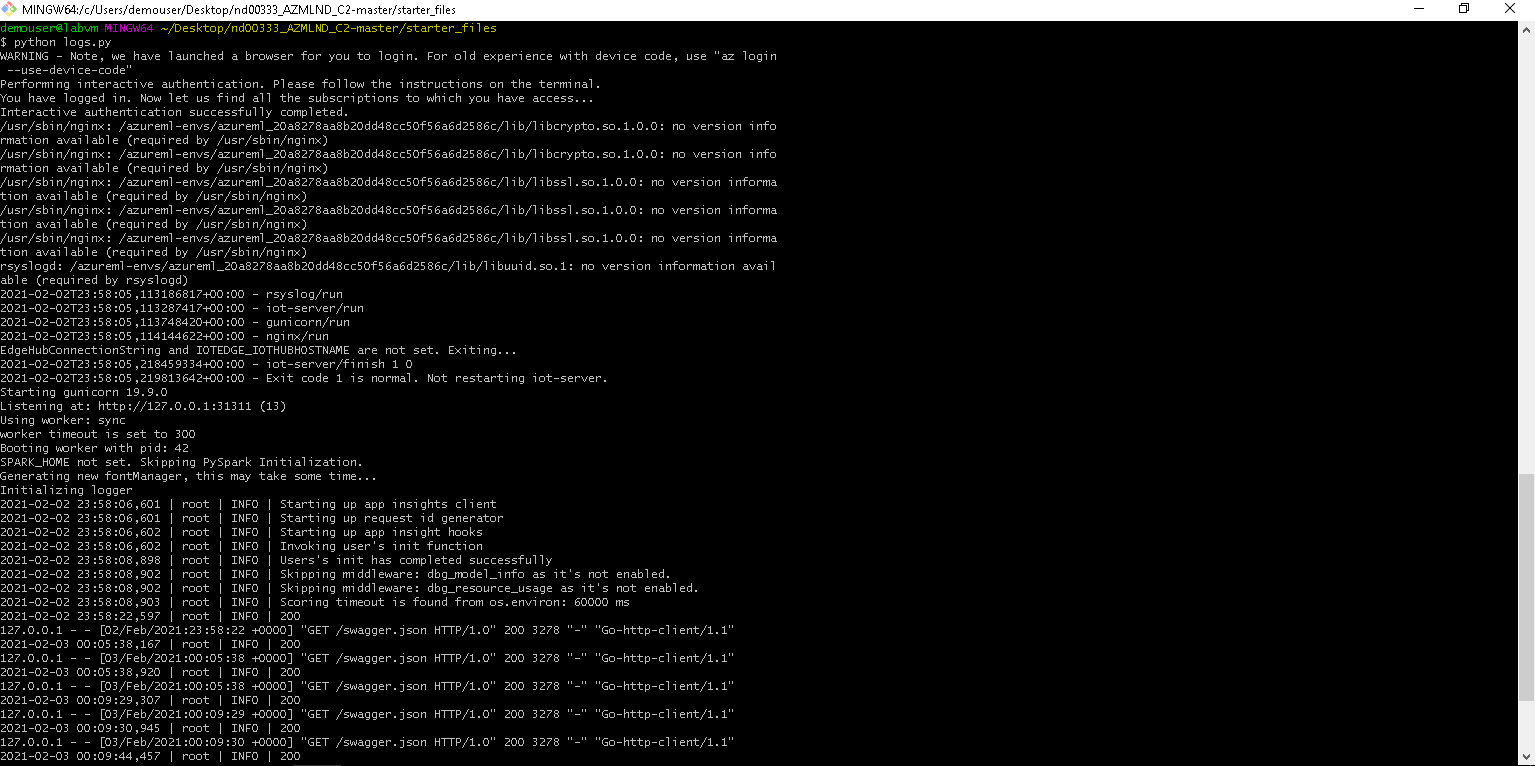 MINGW64:/c/Users/demouser/Desktop/nd00333_AZMLND_C2-master/starter_files
demouser@labvm MINGW64 ~/Desktop/nd00333_AZMLND_C2-master/starter_files
$ python logs.py
WARNING - Note, we have launched a browser for you to login. For old experience with device code, use "az login
 --use-device-code"
Performing interactive authentication. Please follow the instructions on the terminal.
You have logged in. Now let us find all the subscriptions to which you have access...
Interactive authentication successfully completed.
/usr/sbin/nginx: /azureml-envs/azureml_20a8278aa8b20dd48cc50f56a6d2586c/lib/libcrypto.so.1.0.0: no version info
rmation available (required by /usr/sbin/nginx)
/usr/sbin/nginx: /azureml-envs/azureml_20a8278aa8b20dd48cc50f56a6d2586c/lib/libcrypto.so.1.0.0: no version info
rmation available (required by /usr/sbin/nginx)
/usr/sbin/nginx: /azureml-envs/azureml_20a8278aa8b20dd48cc50f56a6d2586c/lib/libssl.so.1.0.0: no version informa
tion available (required by /usr/sbin/nginx)
/usr/sbin/nginx: /azureml-envs/azureml_20a8278aa8b20dd48cc50f56a6d2586c/lib/libssl.so.1.0.0: no version informa
tion available (required by /usr/sbin/nginx)
/usr/sbin/nginx: /azureml-envs/azureml_20a8278aa8b20dd48cc50f56a6d2586c/lib/libssl.so.1.0.0: no version informa
tion available (required by /usr/sbin/nginx)
rsyslogd: /azureml-envs/azureml_20a8278aa8b20dd48cc50f56a6d2586c/lib/libuuid.so.1: no version information avail
able (required by rsyslogd)
2021-02-02T23:58:05,113186817+00:00 - rsyslog/run
2021-02-02T23:58:05,113287417+00:00 - iot-server/run
2021-02-02T23:58:05,113748420+00:00 - gunicorn/run
2021-02-02T23:58:05,114144622+00:00 - nginx/run
EdgeHubConnectionString and IOTEDGE_IOTHUBHOSTNAME are not set. Exiting...
2021-02-02T23:58:05,218459334+00:00 - iot-server/finish 1 0
2021-02-02T23:58:05,219813642+00:00 - Exit code 1 is normal. Not restarting iot-server.
Starting gunicorn 19.9.0
Listening at: http://127.0.0.1:31311 (13)
Using worker: sync
worker timeout is set to 300
Booting worker with pid: 42
SPARK_HOME not set. Skipping PySpark Initialization.
Generating new fontManager, this may take some time...
Initializing logger
2021-02-02 23:58:06,601 | root | INFO | Starting up app insights client
2021-02-02 23:58:06,601 | root | INFO | Starting up request id generator
2021-02-02 23:58:06,602 | root | INFO | Starting up app insight hooks
2021-02-02 23:58:06,602 | root | INFO | Invoking user's init function
2021-02-02 23:58:08,898 | root | INFO | Users's init has completed successfully
2021-02-02 23:58:08,902 | root | INFO | Skipping middleware: dbg_model_info as it's not enabled.
2021-02-02 23:58:08,902 | root | INFO | Skipping middleware: dbg_resource_usage as it's not enabled.
2021-02-02 23:58:08,903 | root | INFO | Scoring timeout is found from os.environ: 60000 ms
2021-02-02 23:58:22,597 | root | INFO | 200
127.0.0.1 - - [02/Feb/2021:23:58:22 +0000] "GET /swagger.json HTTP/1.0" 200 3278 "-" "Go-http-client/1.1"
2021-02-03 00:05:38,167 | root | INFO | 200
127.0.0.1 - - [03/Feb/2021:00:05:38 +0000] "GET /swagger.json HTTP/1.0" 200 3278 "-" "Go-http-client/1.1"
2021-02-03 00:05:38,920 | root | INFO | 200
127.0.0.1 - - [03/Feb/2021:00:05:38 +0000] "GET /swagger.json HTTP/1.0" 200 3278 "-" "Go-http-client/1.1"
2021-02-03 00:09:29,307 | root | INFO | 200
127.0.0.1 - - [03/Feb/2021:00:09:29 +0000] "GET /swagger.json HTTP/1.0" 200 3278 "-" "Go-http-client/1.1"
2021-02-03 00:09:30,945 | root | INFO | 200
127.0.0.1 - - [03/Feb/2021:00:09:30 +0000] "GET /swagger.json HTTP/1.0" 200 3278 "-" "Go-http-client/1.1"
2021-02-03 00:09:44,457 | root | INFO | 200